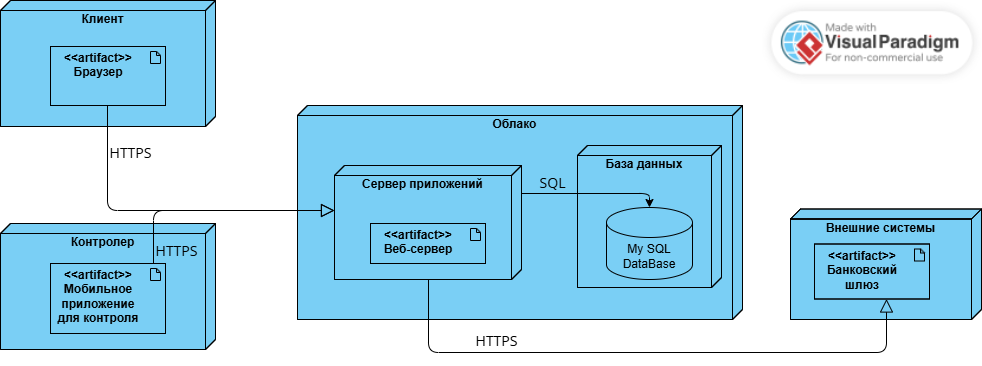 Клиент
<<artifact>>
Браузер
Made with
Visual Paradigm
For non-commercial use
HTTPS
Облако
База данных
Сервер приложений
SQL
<<artifact>>
Веб-сервер
My SQL
DataBase
Контролер
HTTPS
<<artifact>>
Мобильное
приложение
для контроля
Внешние системы
<<artifact>>
Банковский
шлюз
HTTPS